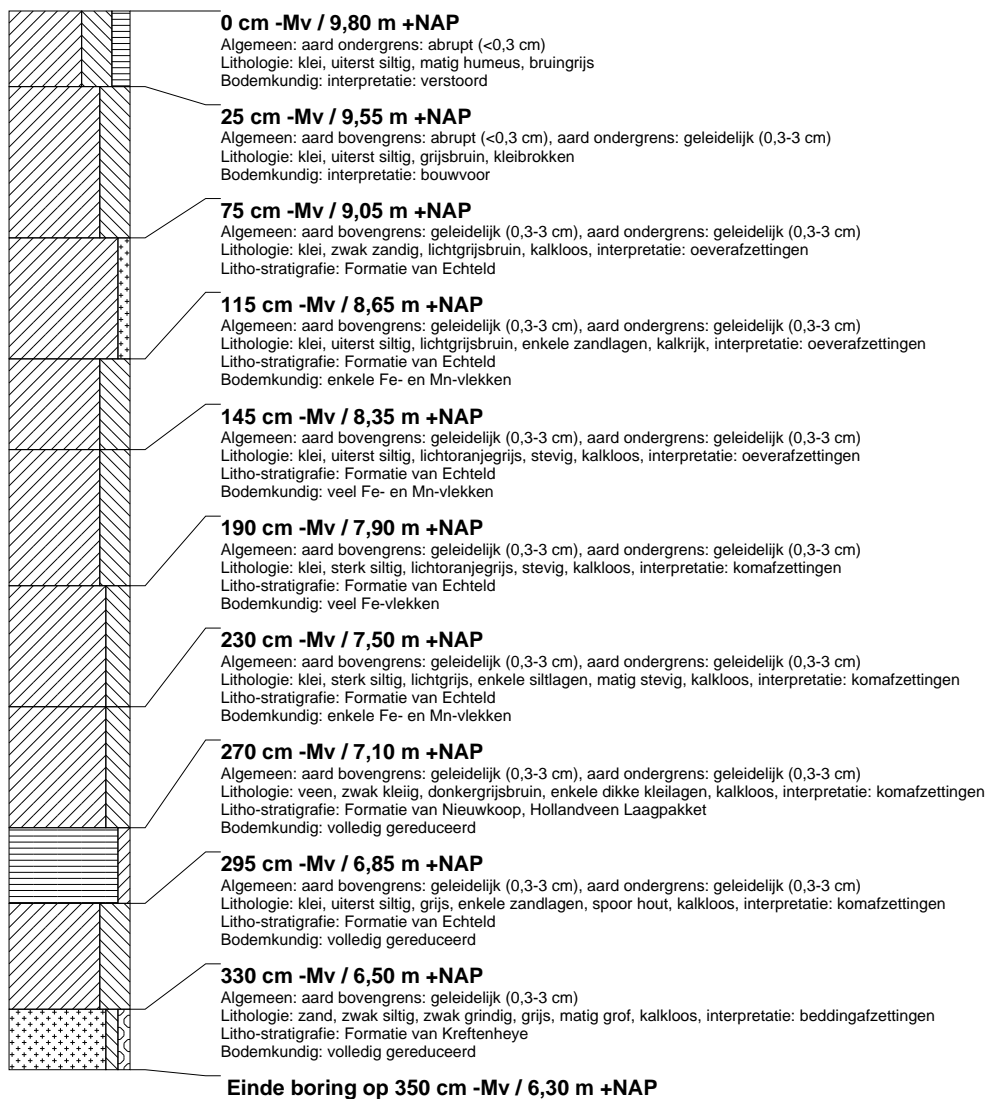 0 cm -Mv / 9,80 m +NAP
Algemeen: aard ondergrens: abrupt (<0,3 cm)
Lithologie: klei, uiterst siltig, matig humeus, bruingrijs
Bodemkundig: interpretatie: verstoord
25 cm -Mv / 9,55 m +NAP
Algemeen: aard bovengrens: abrupt (<0,3 cm), aard ondergrens: geleidelijk (0,3-3 cm)
Lithologie: klei, uiterst siltig, grijsbruin, kleibrokken
Bodemkundig: interpretatie: bouwvoor
75 cm -Mv / 9,05 m +NAP
Algemeen: aard bovengrens: geleidelijk (0,3-3 cm), aard ondergrens: geleidelijk (0,3-3 cm)
Lithologie: klei, zwak zandig, lichtgrijsbruin, kalkloos, interpretatie: oeverafzettingen
Litho-stratigrafie: Formatie van Echteld
115 cm -Mv / 8,65 m +NAP
Algemeen: aard bovengrens: geleidelijk (0,3-3 cm), aard ondergrens: geleidelijk (0,3-3 cm)
Lithologie: klei, uiterst siltig, lichtgrijsbruin, enkele zandlagen, kalkrijk, interpretatie: oeverafzettingen
Litho-stratigrafie: Formatie van Echteld
Bodemkundig: enkele Fe- en Mn-vlekken
145 cm -Mv / 8,35 m +NAP
Algemeen: aard bovengrens: geleidelijk (0,3-3 cm), aard ondergrens: geleidelijk (0,3-3 cm)
Lithologie: klei, uiterst siltig, lichtoranjegrijs, stevig, kalkloos, interpretatie: oeverafzettingen
Litho-stratigrafie: Formatie van Echteld
Bodemkundig: veel Fe- en Mn-vlekken
190 cm -Mv / 7,90 m +NAP
Algemeen: aard bovengrens: geleidelijk (0,3-3 cm), aard ondergrens: geleidelijk (0,3-3 cm)
Lithologie: klei, sterk siltig, lichtoranjegrijs, stevig, kalkloos, interpretatie: komafzettingen
Litho-stratigrafie: Formatie van Echteld
Bodemkundig: veel Fe-vlekken
230 cm -Mv / 7,50 m +NAP
Algemeen: aard bovengrens: geleidelijk (0,3-3 cm), aard ondergrens: geleidelijk (0,3-3 cm)
Lithologie: klei, sterk siltig, lichtgrijs, enkele siltlagen, matig stevig, kalkloos, interpretatie: komafzettingen
Litho-stratigrafie: Formatie van Echteld
Bodemkundig: enkele Fe- en Mn-vlekken
270 cm -Mv / 7,10 m +NAP
Algemeen: aard bovengrens: geleidelijk (0,3-3 cm), aard ondergrens: geleidelijk (0,3-3 cm)
Lithologie: veen, zwak kleiig, donkergrijsbruin, enkele dikke kleilagen, kalkloos, interpretatie: komafzettingen
Litho-stratigrafie: Formatie van Nieuwkoop, Hollandveen Laagpakket
Bodemkundig: volledig gereduceerd
295 cm -Mv / 6,85 m +NAP
Algemeen: aard bovengrens: geleidelijk (0,3-3 cm), aard ondergrens: geleidelijk (0,3-3 cm)
Lithologie: klei, uiterst siltig, grijs, enkele zandlagen, spoor hout, kalkloos, interpretatie: komafzettingen
Litho-stratigrafie: Formatie van Echteld
Bodemkundig: volledig gereduceerd
330 cm -Mv / 6,50 m +NAP
Algemeen: aard bovengrens: geleidelijk (0,3-3 cm)
Lithologie: zand, zwak siltig, zwak grindig, grijs, matig grof, kalkloos, interpretatie: beddingafzettingen
Litho-stratigrafie: Formatie van Kreftenheye
Bodemkundig: volledig gereduceerd
Einde boring op 350 cm -Mv / 6,30 m +NAP